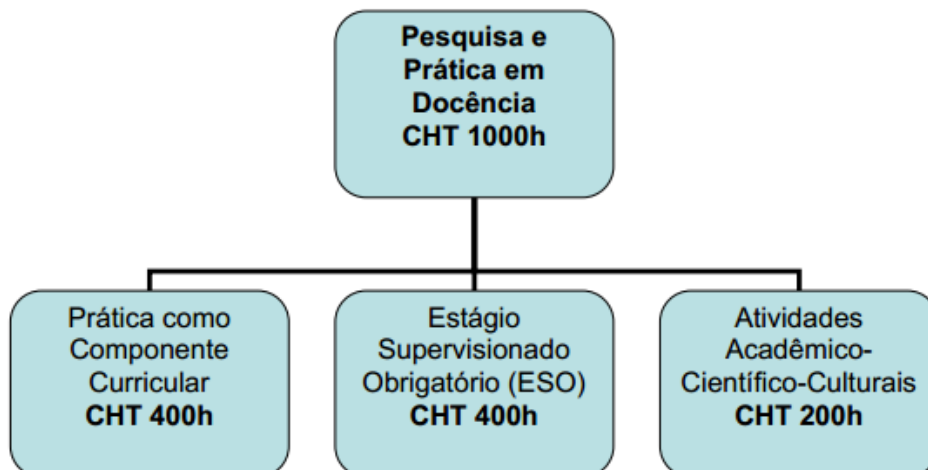 Pesquisa e
Prática em
Docência
CHT 1000h
Prática como
Componente
Curricular
CHT 400h
Estágio
Supervisionado
Obrigatório (ESO)
CHT 400h
Atividades
Acadêmico-
Científico-Culturais
CHT 200h